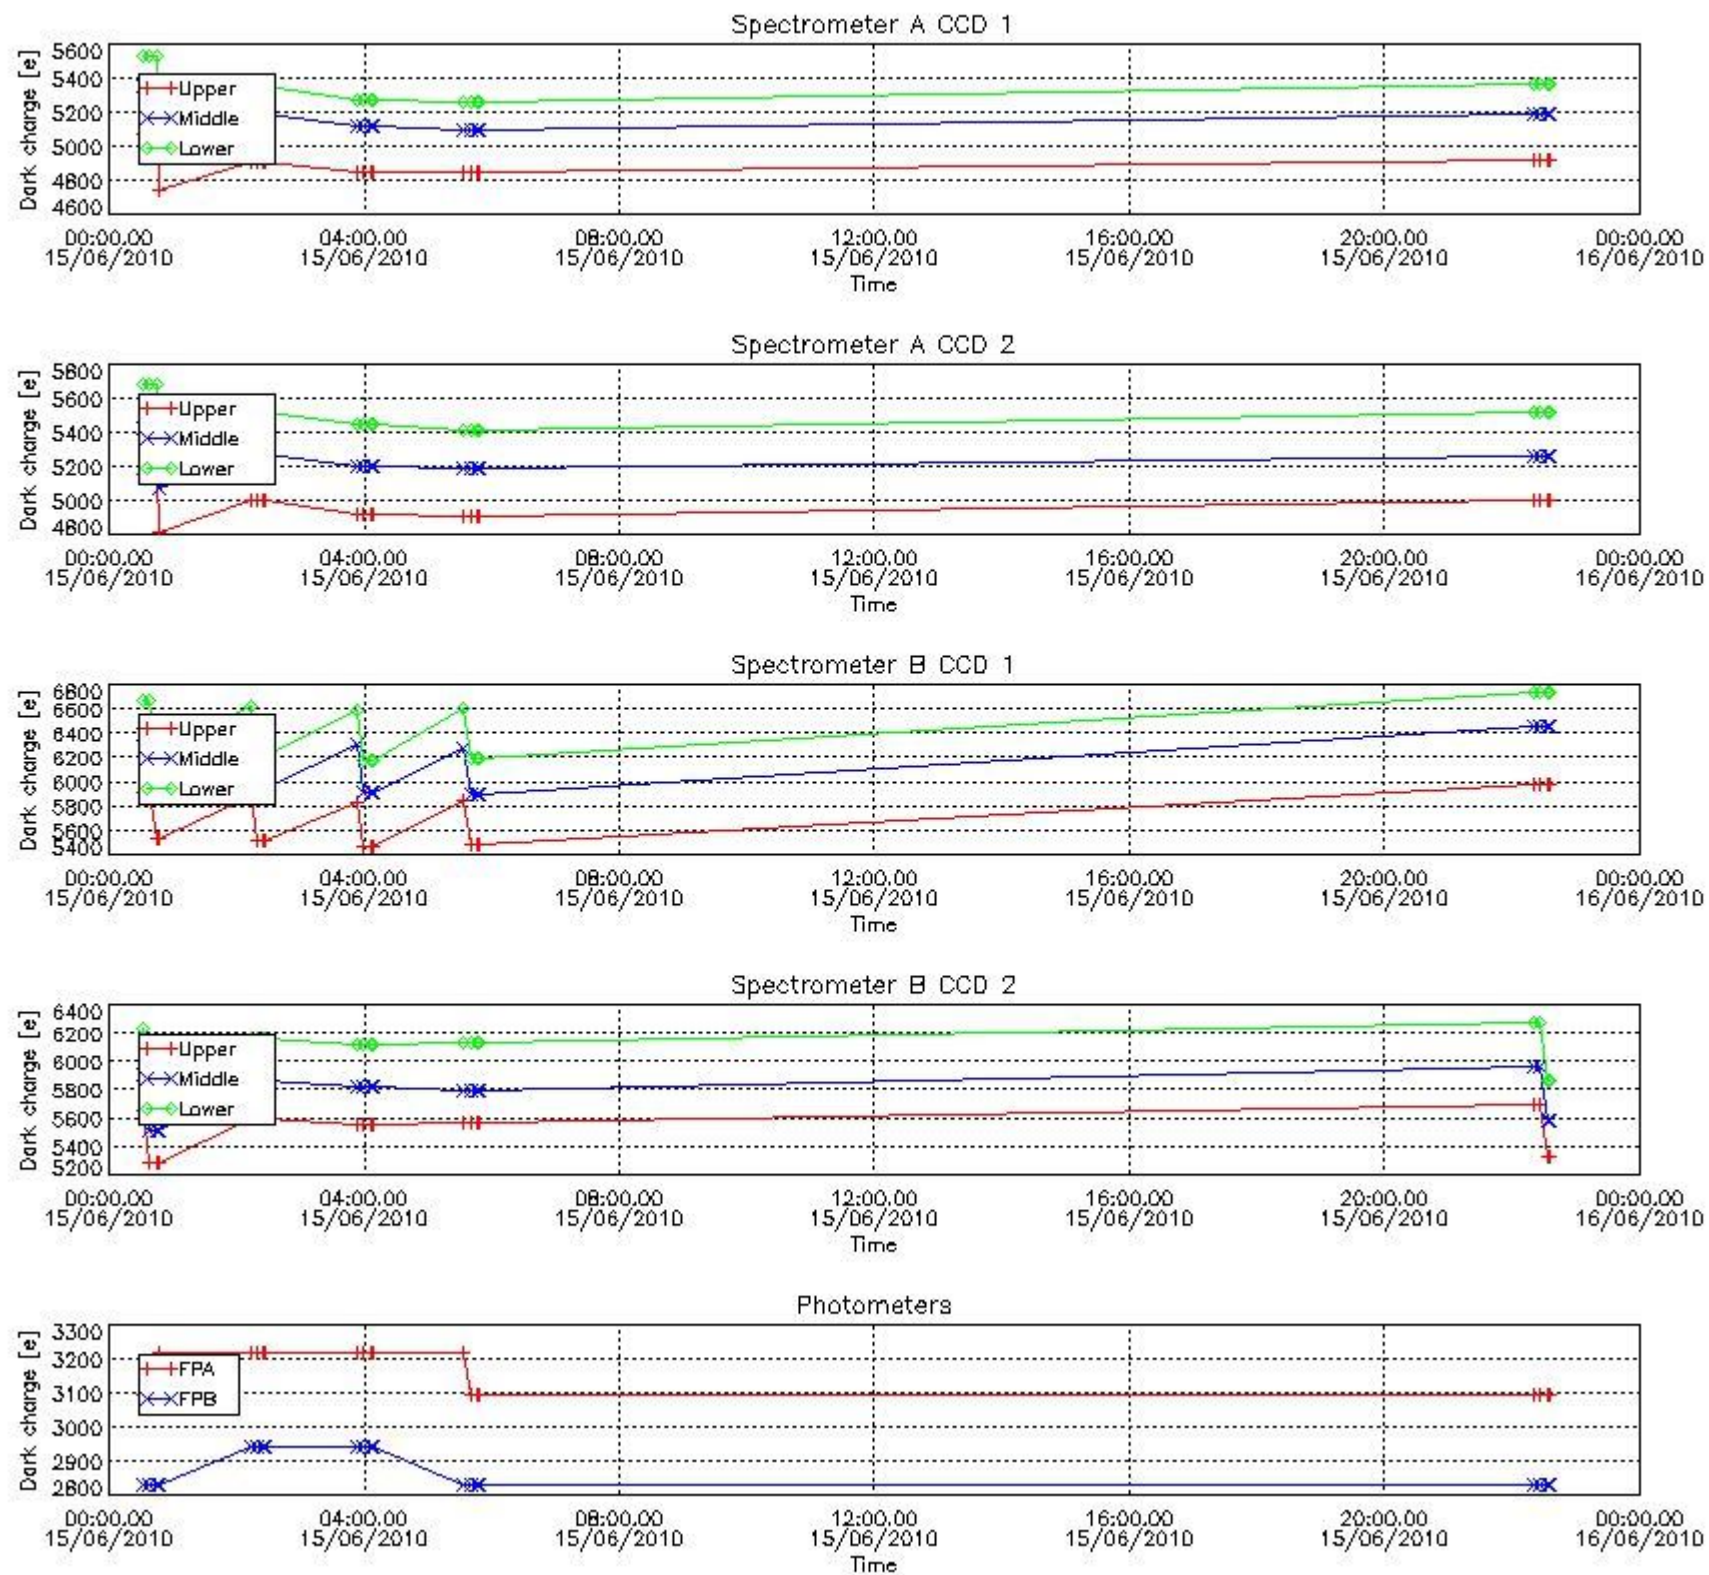 Spectrometer A CCD 1
Dark charge [e]
5600
5400
5200
5000
4800
4600
Upper
Middle
Lower
00:00.00 04:00.00 08:00.00 12:00.00 16:00.00 20:00.00 00:00.00
15/06/2010 15/06/2010 15/06/2010 15/06/2010 15/06/2010 15/06/2010 16/06/2010
Time
Spectrometer A CCD 2
Dark charge [e]
5800
5600
5400
5200
5000
4800
Upper
Middle
Lower
00:00.00 04:00.00 08:00.00 12:00.00 16:00.00 20:00.00 00:00.00
15/06/2010 15/06/2010 15/06/2010 15/06/2010 15/06/2010 15/06/2010 16/06/2010
Time
Spectrometer B CCD 1
Dark charge [e]
6800
6600
6400
6200
6000
5800
5600
5400
Upper
Middle
Lower
00:00.00 04:00.00 08:00.00 12:00.00 16:00.00 20:00.00 00:00.00
15/06/2010 15/06/2010 15/06/2010 15/06/2010 15/06/2010 15/06/2010 16/06/2010
Time
Spectrometer B CCD 2
Dark charge [e]
6400
6200
6000
5800
5600
5400
5200
Upper
Middle
Lower
00:00.00 04:00.00 08:00.00 12:00.00 16:00.00 20:00.00 00:00.00
15/06/2010 15/06/2010 15/06/2010 15/06/2010 15/06/2010 15/06/2010 16/06/2010
Time
Photometers
Dark charge [e]
3300
3200
3100
3000
2900
2800
FPA
FPB
00:00.00 04:00.00 08:00.00 12:00.00 16:00.00 20:00.00 00:00.00
15/06/2010 15/06/2010 15/06/2010 15/06/2010 15/06/2010 15/06/2010 16/06/2010
Time